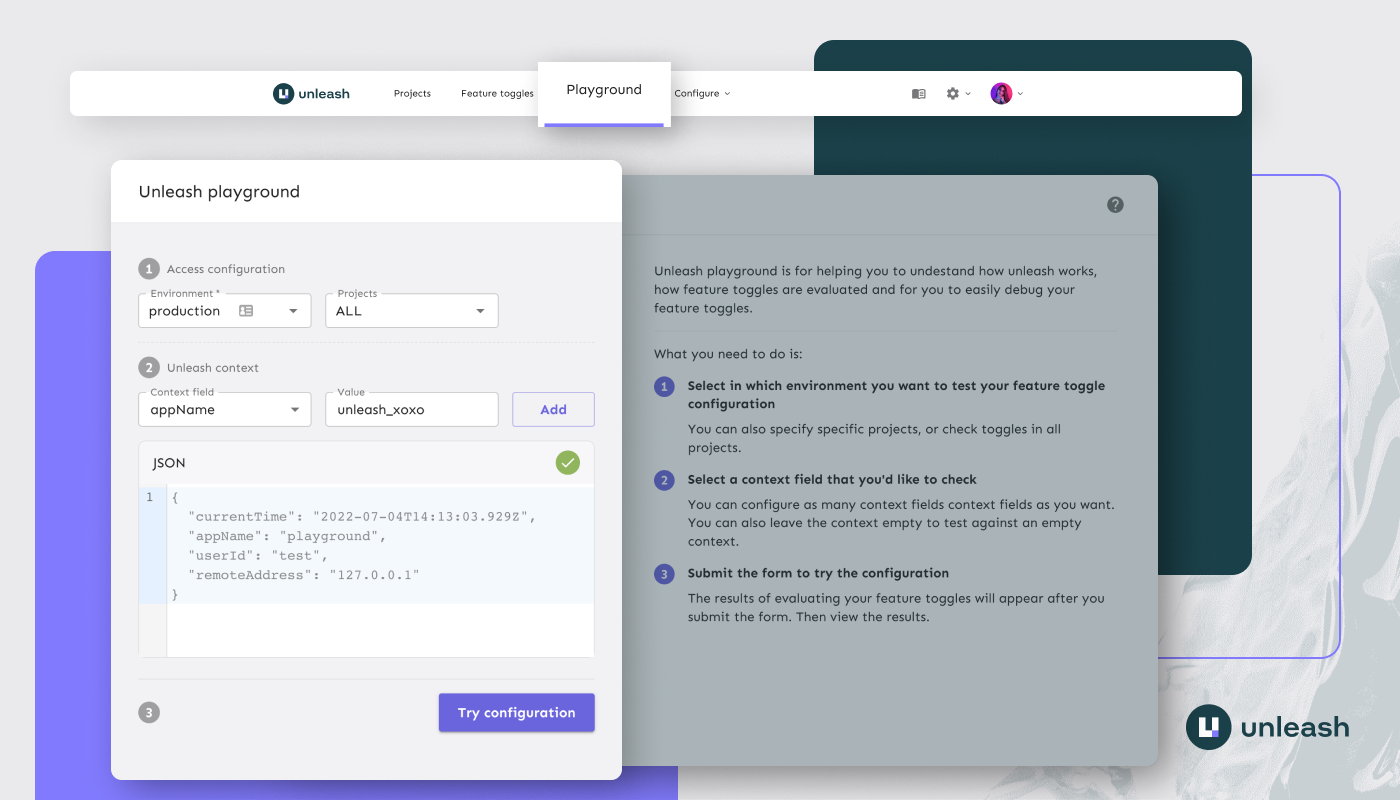 unleash
Projects
Feature toggles
Playground
Configure
Unleash playground
1 Access configuration
Environment *
production
Projects
ALL
2 Unleash context
Context field
appName
Value
unleash_xoxo
Add
JSON
1 {
"currentTime": "2022-07-04T14:13:03.929Z",
"appName": "playground",
"userId": "test",
"remoteAddress": "127.0.0.1"
}
3
Try configuration
?
Unleash playground is for helping you to undestand how unleash works,
how feature toggles are evaluated and for you to easily debug your
feature toggles.
What you need to do is:
1 Select in which environment you want to test your feature toggle
configuration
You can also specify specific projects, or check toggles in all
projects.
2 Select a context field that you'd like to check
You can configure as many context fields context fields as you want.
You can also leave the context empty to test against an empty
context.
3 Submit the form to try the configuration
The results of evaluating your feature toggles will appear after you
submit the form. Then view the results.
unleash